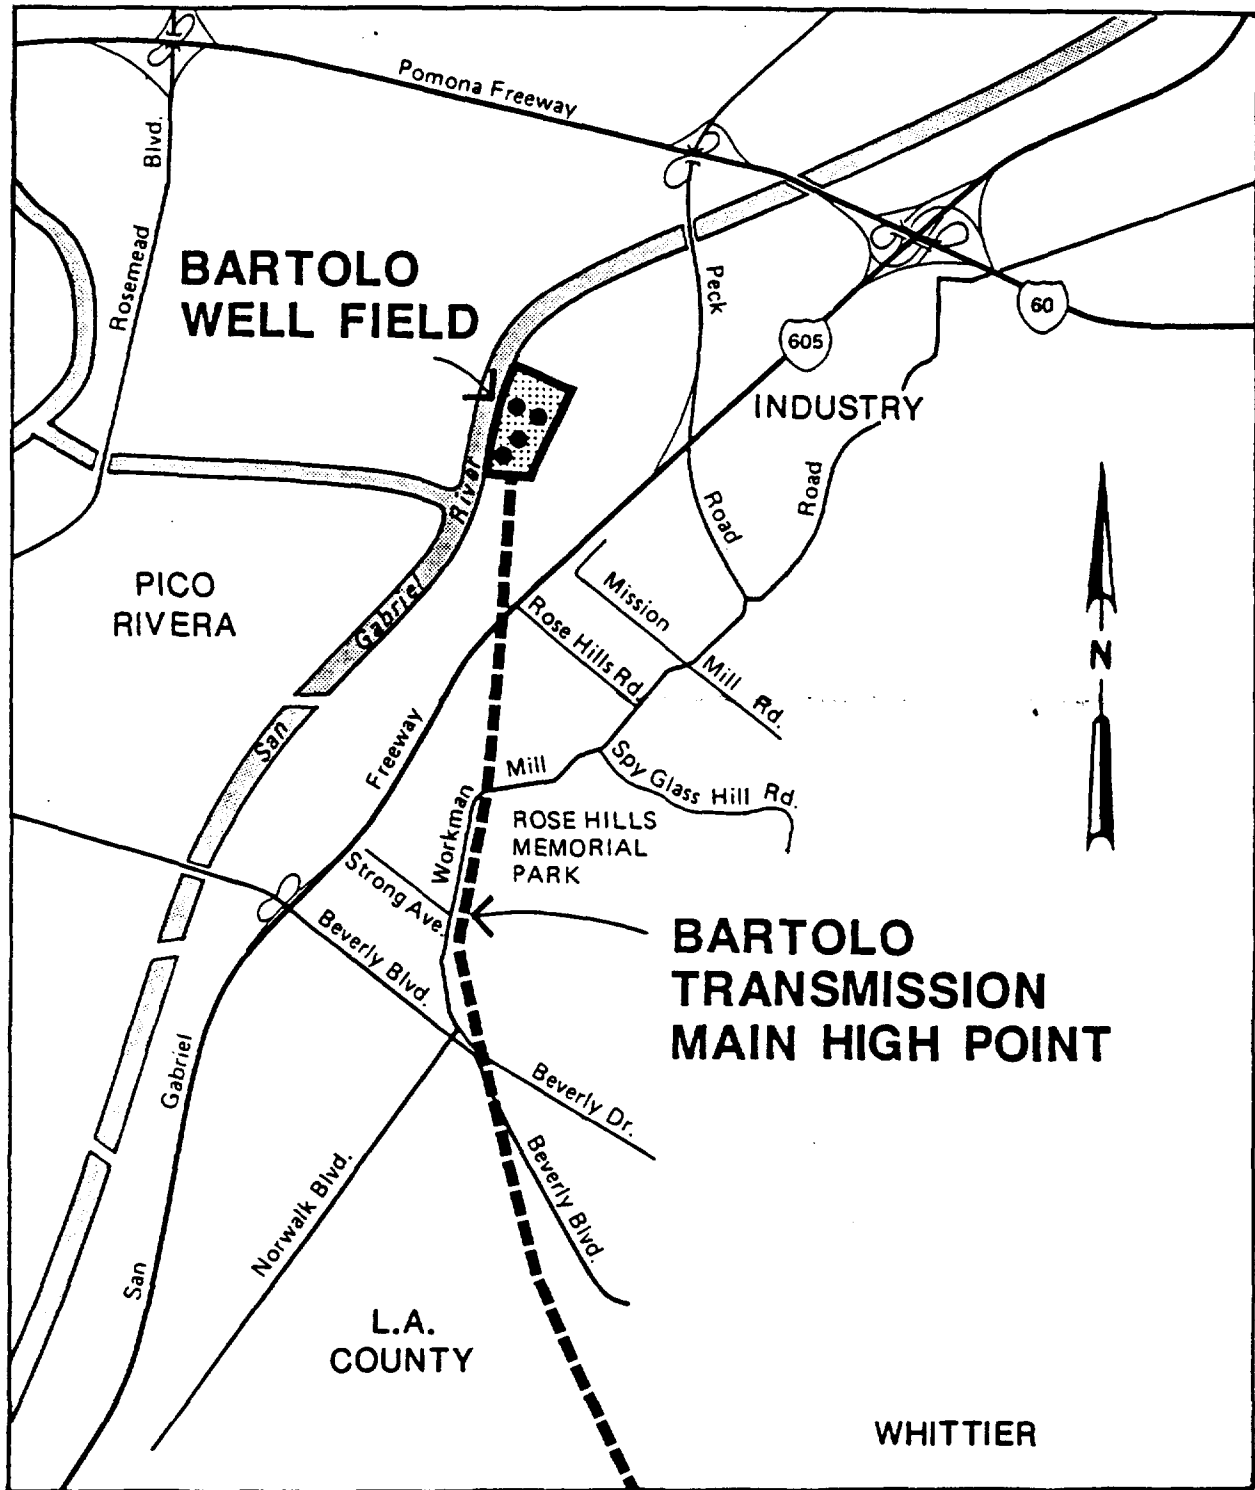 Pomona Freeway
Rosemead Blvd.
BARTOLO
WELL FIELD
Peck
Road
605
60
INDUSTRY
Road
River
Gabriel
San
PICO
RIVERA
Mission
Mill Rd.
Rose Hills Rd.
N
Freeway
Mill
Spy Glass Hill Rd.
Workman
ROSE HILLS
MEMORIAL
PARK
Strong Ave.
Beverly Blvd.
BARTOLO
TRANSMISSION
MAIN HIGH POINT
Gabriel
San
Beverly Dr.
Beverly Blvd.
Norwalk Blvd.
L.A.
COUNTY
WHITTIER